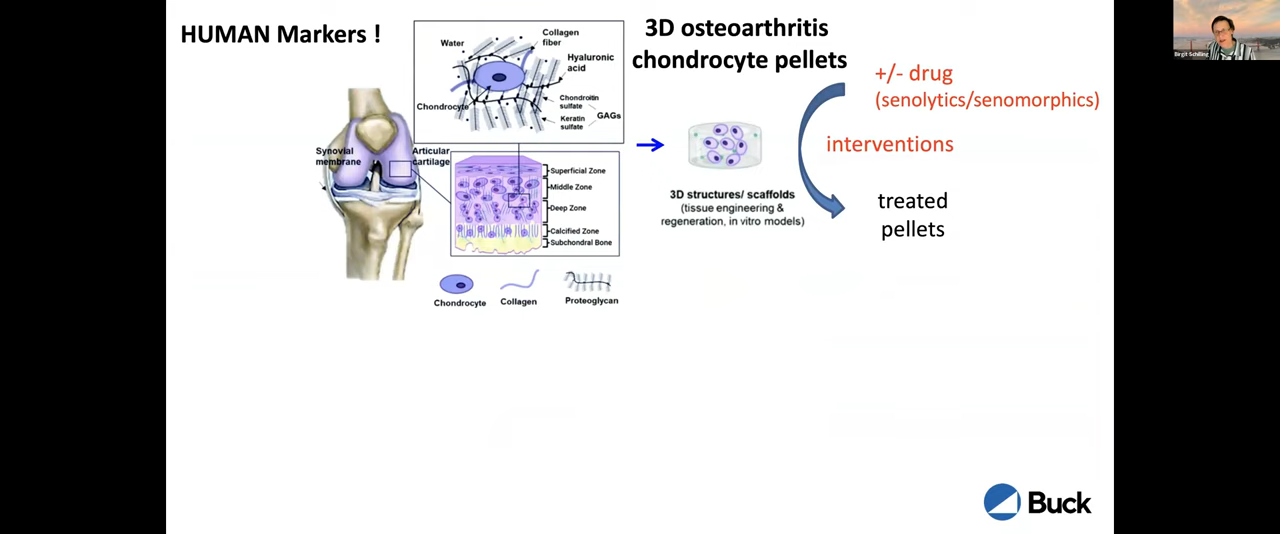 HUMAN Markers !
Water
Collagen
fiber
Hyaluronic
acid
Chondrocyte
Chondroitin
sulfate
Keratin
sulfate
GAGs
Synovial
membrane
Articular
cartilage
Superficial Zone
Middle Zone
Deep Zone
Calcified Zone
Subchondral Bone
Chondrocyte
Collagen
Proteoglycan
3D osteoarthritis
chondrocyte pellets
3D structures/ scaffolds
(tissue engineering &
regeneration, in vitro models)
+/- drug
(senolytics/senomorphics)
interventions
treated
pellets
Birgit Schilling
Buck